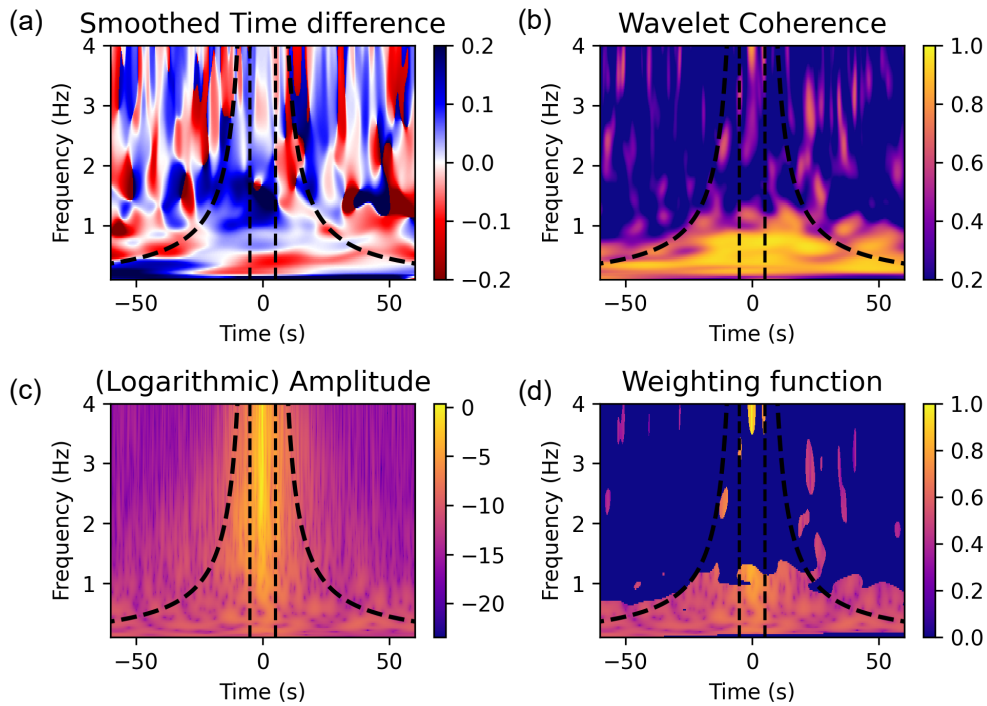 (a) Smoothed Time difference
4
3
2
1
Frequency (Hz)
−50 0 50
Time (s)
0.2
0.1
0.0
−0.1
−0.2
(b) Wavelet Coherence
4
3
2
1
Frequency (Hz)
−50 0 50
Time (s)
1.0
0.8
0.6
0.4
0.2
(c) (Logarithmic) Amplitude
4
3
2
1
Frequency (Hz)
−50 0 50
Time (s)
0
−5
−10
−15
−20
(d) Weighting function
4
3
2
1
Frequency (Hz)
−50 0 50
Time (s)
1.0
0.8
0.6
0.4
0.2
0.0